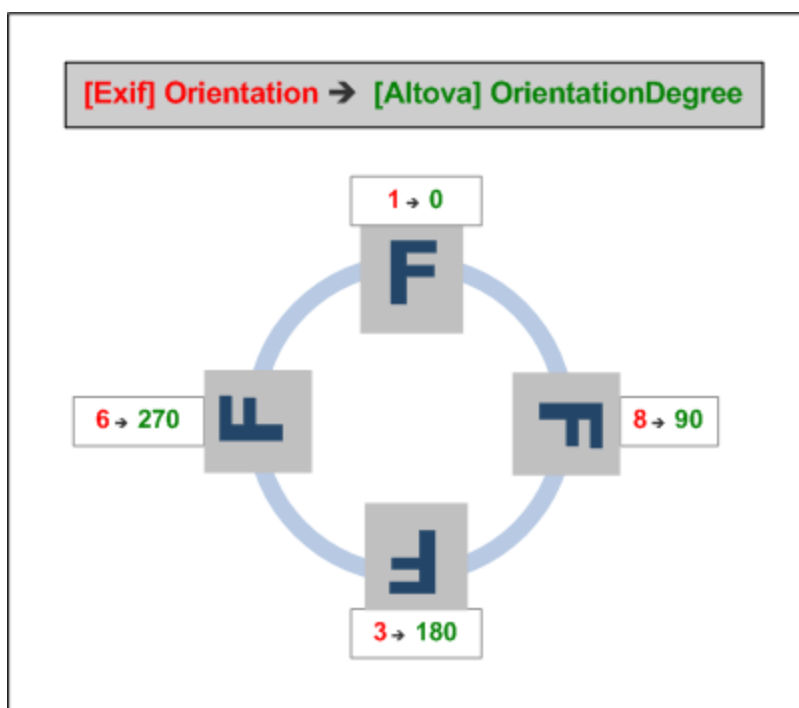 [Exif] Orientation ➔ [Altova] OrientationDegree
1 ➔ 0
F
6 ➔ 270
F
F
8 ➔ 90
F
3 ➔ 180